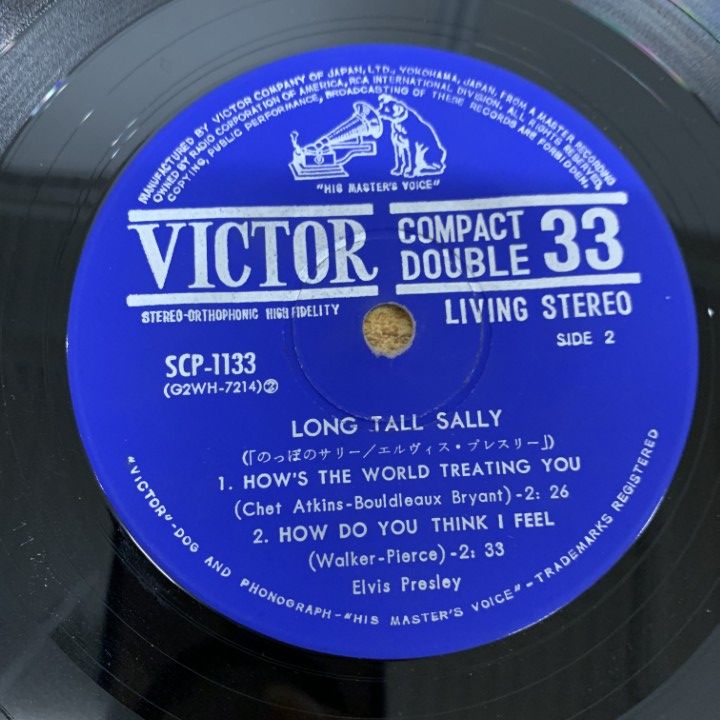 MANUFACTURED BY VICTOR COMPANY OF JAPAN, LTD., YOKOHAMA, JAPAN, FROM A MASTER RECORDING
OWNED BY RADIO CORPORATION OF AMERICA, RCA INTERNATIONAL DIVISION. ALL RIGHTS RESERVED.
COPYING, PUBLIC PERFORMANCE, BROADCASTING OF THESE RECORDS ARE FORBIDDEN.
"HIS MASTER'S VOICE"
VICTOR COMPACT DOUBLE 33
STEREO-ORTHOPHONIC HIGH FIDELITY
LIVING STEREO
SIDE 2
SCP-1133
(G2WH-7214)②
LONG TALL SALLY
(『のっぽのサリー/エルヴィス・プレスリー』)
1. HOW'S THE WORLD TREATING YOU
(Chet Atkins-Bouldleaux Bryant)-2: 26
2. HOW DO YOU THINK I FEEL
(Walker-Pierce)-2: 33
Elvis Presley
"VICTOR"-DOG AND PHONOGRAPH-"HIS MASTER'S VOICE"-TRADEMARKS REGISTERED